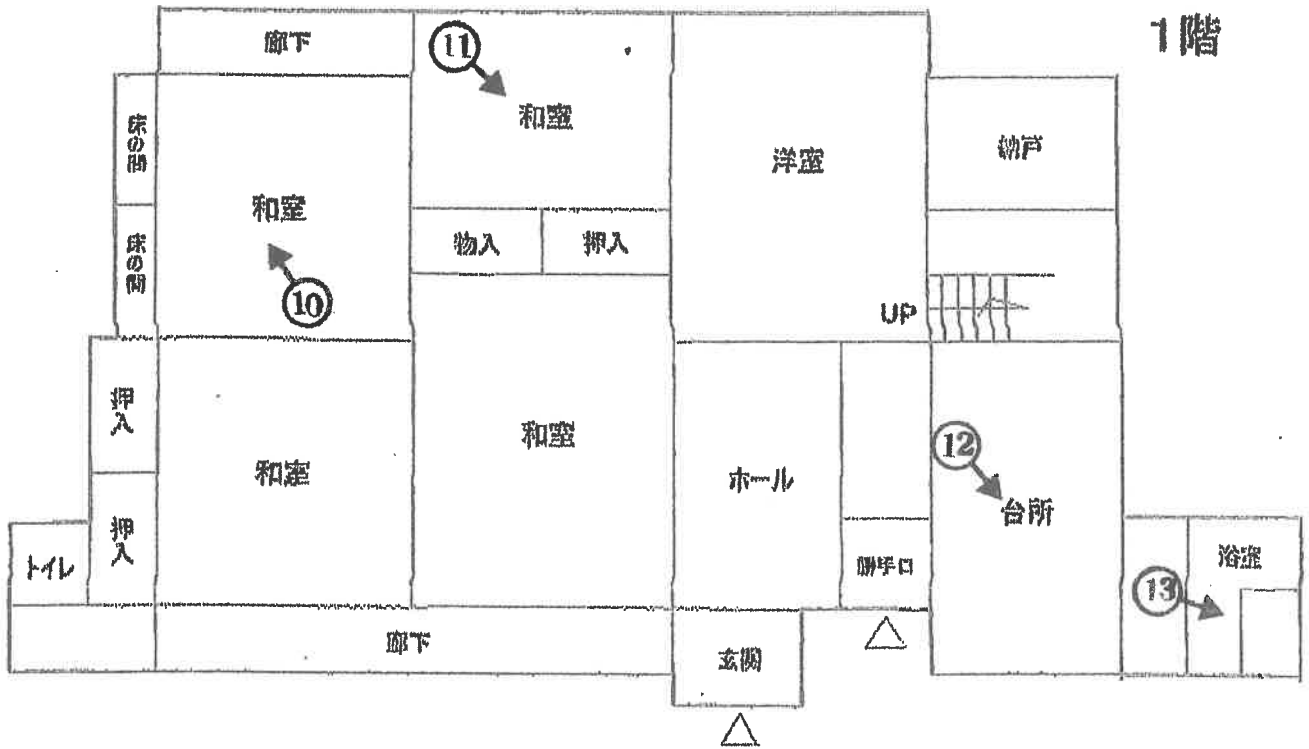 1階
廊下
11
和室
洋室
納戸
床の間
和室
床の間
物入
押入
10
UP
押入
和室
和室
ホール
12
台所
押入
トイレ
勝手口
浴室
13
廊下
玄関